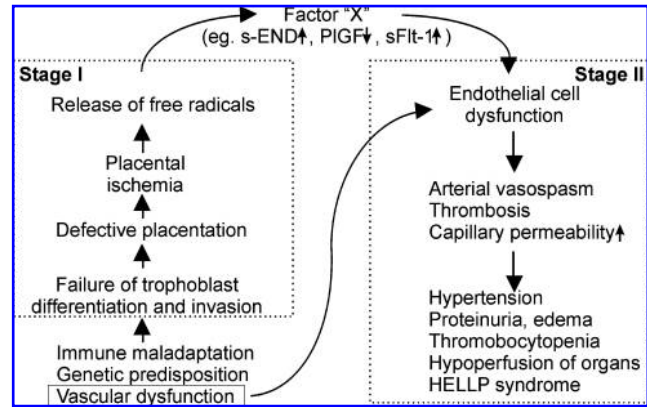 Factor "X"
(eg. s-END↑, PlGF↓, sFlt-1↑)
Stage I
Release of free radicals
Placental
ischemia
Defective placentation
Failure of trophoblast
differentiation and invasion
Immune maladaptation
Genetic predisposition
Vascular dysfunction
Stage II
Endothelial cell
dysfunction
Arterial vasospasm
Thrombosis
Capillary permeability↑
Hypertension
Proteinuria, edema
Thromobocytopenia
Hypoperfusion of organs
HELLP syndrome